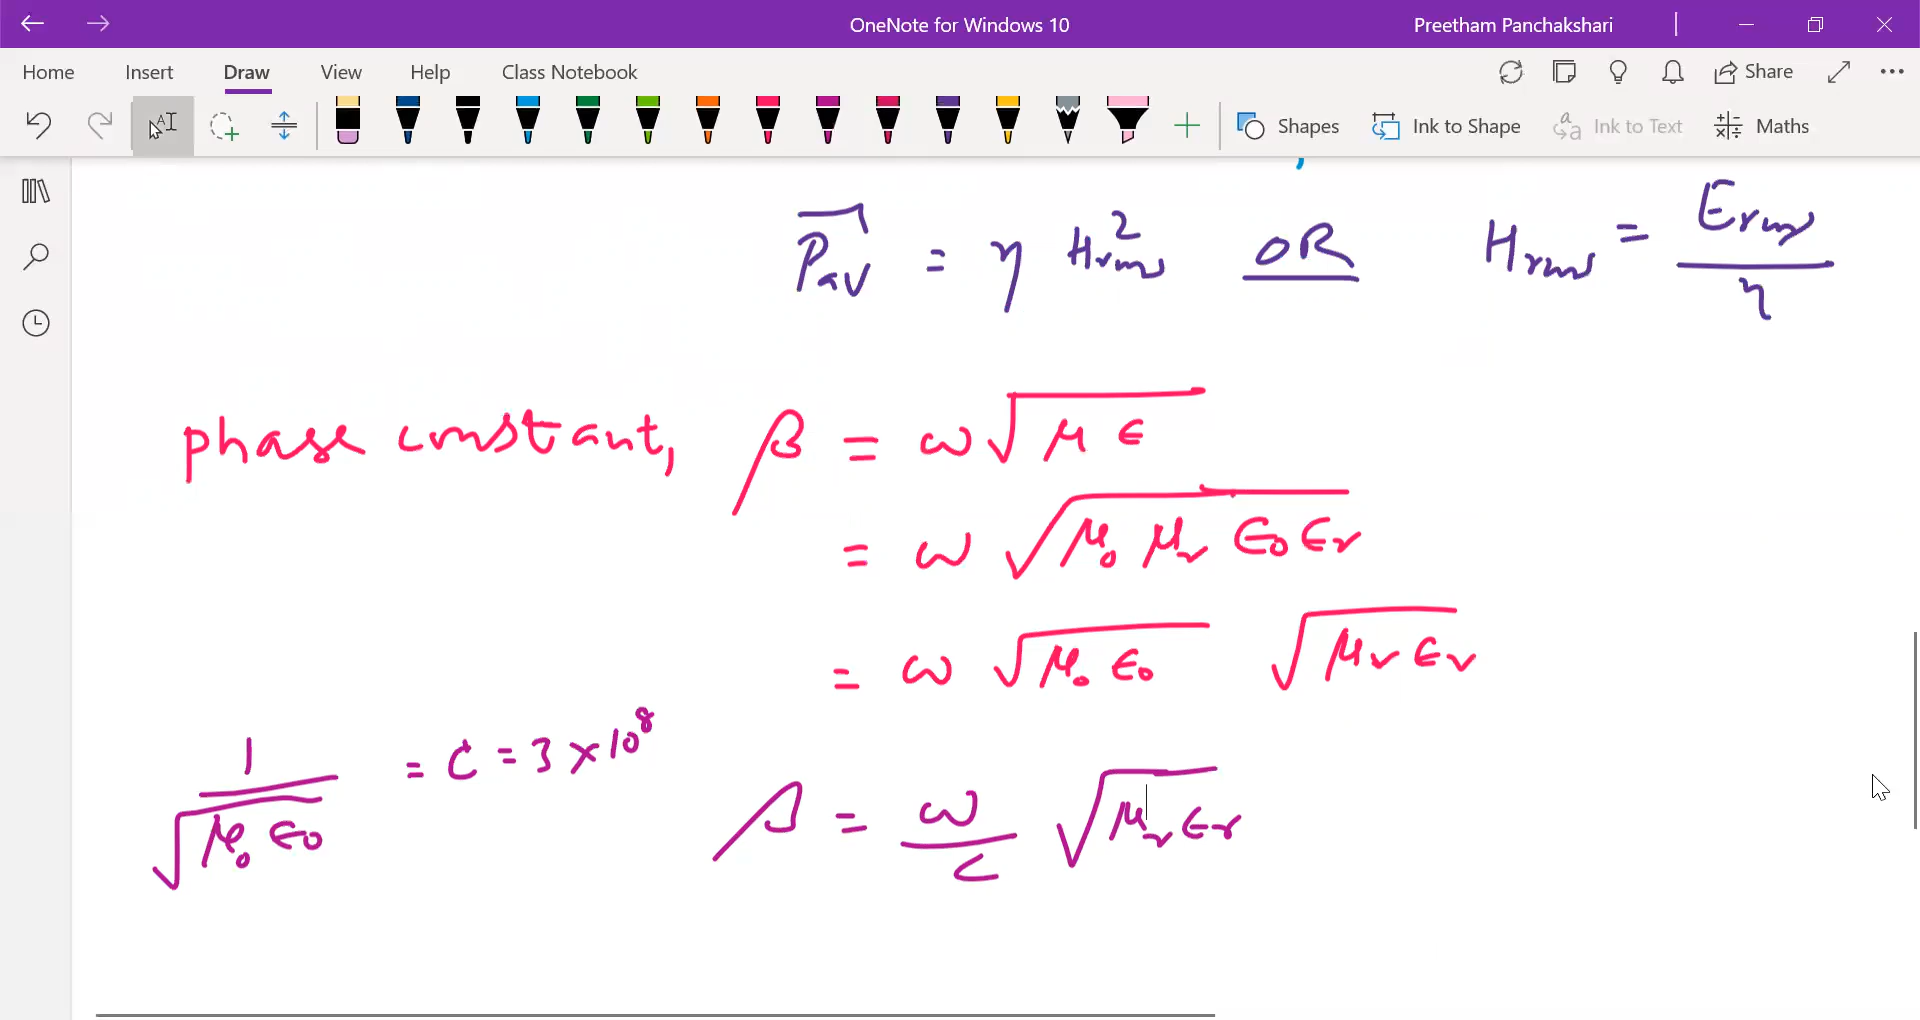 OneNote for Windows 10 Preetham Panchakshari
Home Insert Draw View Help Class Notebook Share
Shapes Ink to Shape Ink to Text Maths
P⃗av = η Hrms² OR Hrms = Erms / η
phase constant, β = ω √(μ ϵ)
= ω √(μ₀ μr ϵ₀ ϵr)
= ω √(μ₀ ϵ₀) √(μr ϵr)
1 / √(μ₀ ϵ₀) = C = 3 × 10⁸
β = ω / c √(μr ϵr)